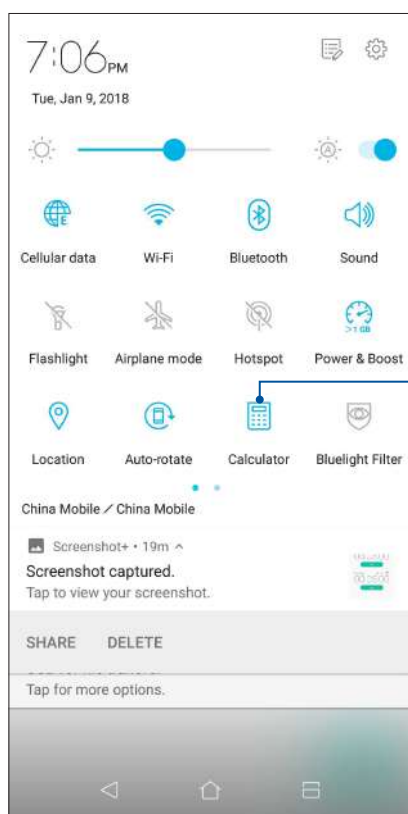 7:06PM
Tue, Jan 9, 2018
A
E
Cellular data Wi-Fi Bluetooth Sound
>1 GB
Flashlight Airplane mode Hotspot Power & Boost
Location Auto-rotate Calculator Bluelight Filter
China Mobile / China Mobile
Screenshot+ • 19m
Screenshot captured.
Tap to view your screenshot.
SHARE DELETE
Tap for more options.